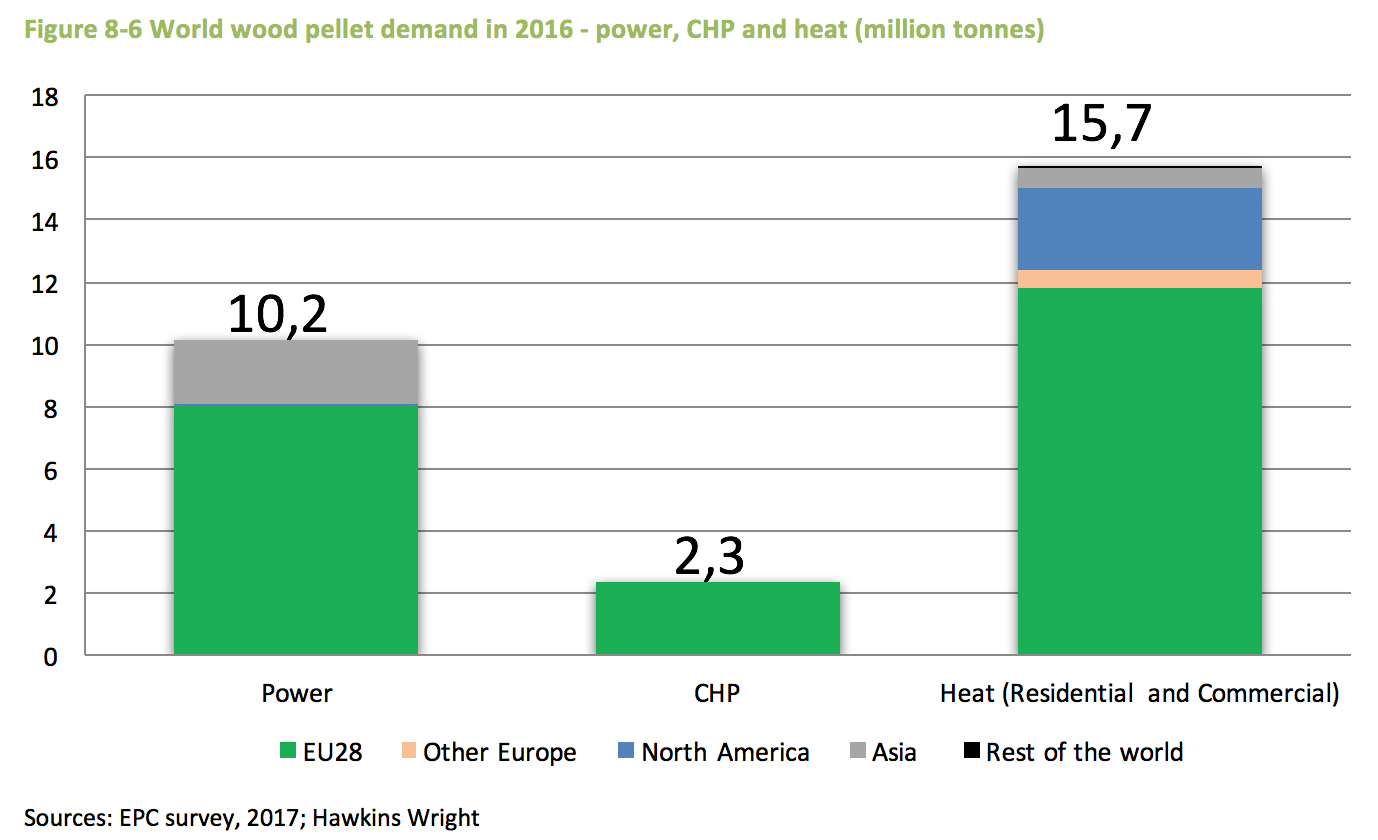 Figure 8-6 World wood pellet demand in 2016 - power, CHP and heat (million tonnes)
18
16
14
12
10
8
6
4
2
0
10,2
2,3
15,7
Power
CHP
Heat (Residential and Commercial)
EU28
Other Europe
North America
Asia
Rest of the world
Sources: EPC survey, 2017; Hawkins Wright